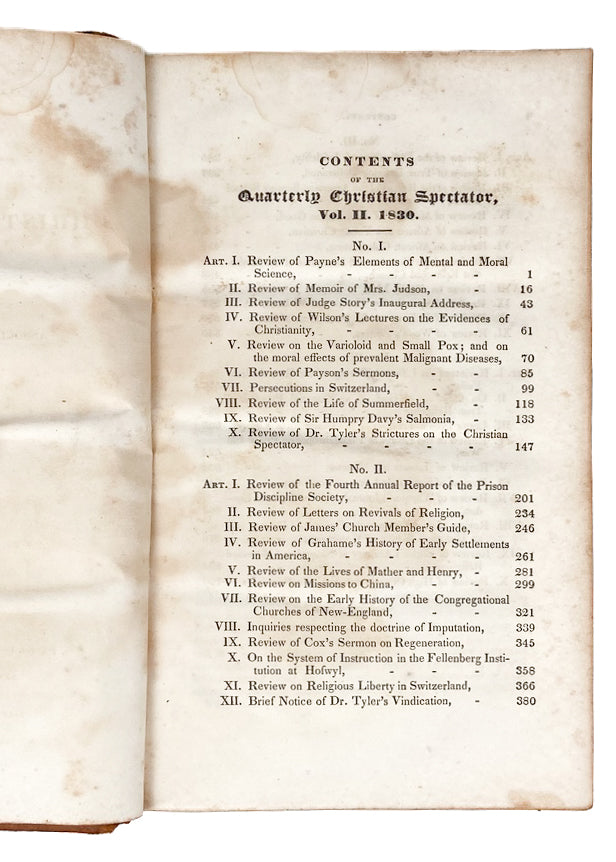 CONTENTS
OF THE
Quarterly Christian Spectator,
Vol. II. 1830.
No. I.
ART. I. Review of Payne's Elements of Mental and Moral
Science, - - - - 1
II. Review of Memoir of Mrs. Judson, - 16
III. Review of Judge Story's Inaugural Address, 43
IV. Review of Wilson's Lectures on the Evidences of
Christianity, - - - - 61
V. Review on the Varioloid and Small Pox; and on
the moral effects of prevalent Malignant Diseases, 70
VI. Review of Payson's Sermons, - - 85
VII. Persecutions in Switzerland, - - 99
VIII. Review of the Life of Summerfield, - 118
IX. Review of Sir Humpry Davy's Salmonia, - 133
X. Review of Dr. Tyler's Strictures on the Christian
Spectator, - - - - 147
No. II.
ART. I. Review of the Fourth Annual Report of the Prison
Discipline Society, - - - 201
II. Review of Letters on Revivals of Religion, 234
III. Review of James' Church Member's Guide, 246
IV. Review of Grahame's History of Early Settlements
in America, - - - - 261
V. Review of the Lives of Mather and Henry, - 281
VI. Review on Missions to China, - - 299
VII. Review on the Early History of the Congregational
Churches of New-England, - - 321
VIII. Inquiries respecting the doctrine of Imputation, 339
IX. Review of Cox's Sermon on Regeneration, 345
X. On the System of Instruction in the Fellenberg Insti-
tution at Hofwyl, - - - 358
XI. Review on Religious Liberty in Switzerland, 366
XII. Brief Notice of Dr. Tyler's Vindication, - 380